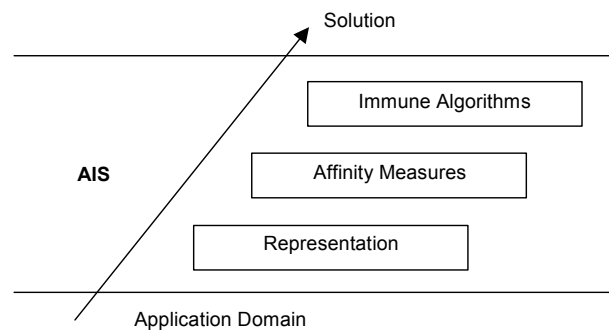 Solution
Immune Algorithms
AIS
Affinity Measures
Representation
Application Domain